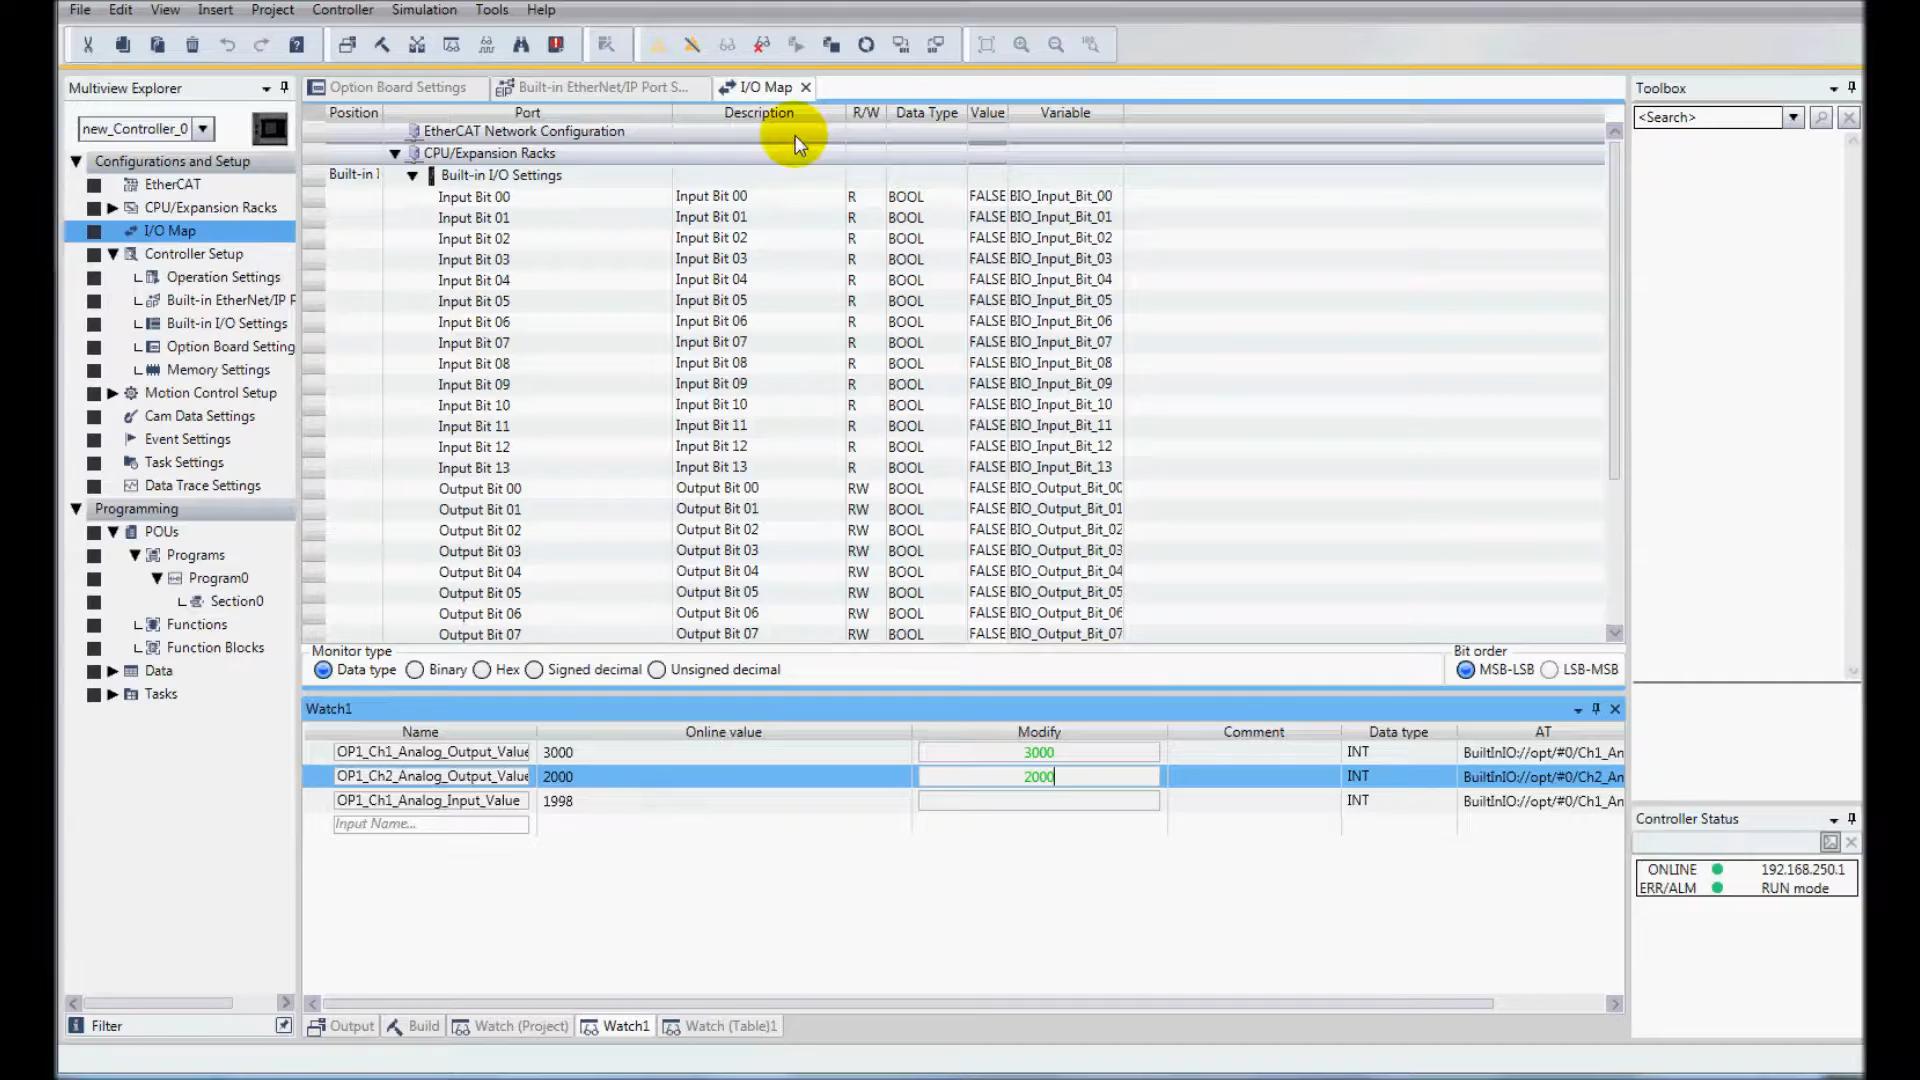 File Edit View Insert Project Controller Simulation Tools Help
Multiview Explorer
new_Controller_0
Configurations and Setup
EtherCAT
CPU/Expansion Racks
I/O Map
Controller Setup
Operation Settings
Built-in EtherNet/IP P
Built-in I/O Settings
Option Board Setting
Memory Settings
Motion Control Setup
Cam Data Settings
Event Settings
Task Settings
Data Trace Settings
Programming
POUs
Programs
Program0
Section0
Functions
Function Blocks
Data
Tasks
Filter
Option Board Settings Built-in EtherNet/IP Port S... I/O Map
Position Port Description R/W Data Type Value Variable
EtherCAT Network Configuration
CPU/Expansion Racks
Built-in I Built-in I/O Settings
Input Bit 00 Input Bit 00 R BOOL FALSE BIO_Input_Bit_00
Input Bit 01 Input Bit 01 R BOOL FALSE BIO_Input_Bit_01
Input Bit 02 Input Bit 02 R BOOL FALSE BIO_Input_Bit_02
Input Bit 03 Input Bit 03 R BOOL FALSE BIO_Input_Bit_03
Input Bit 04 Input Bit 04 R BOOL FALSE BIO_Input_Bit_04
Input Bit 05 Input Bit 05 R BOOL FALSE BIO_Input_Bit_05
Input Bit 06 Input Bit 06 R BOOL FALSE BIO_Input_Bit_06
Input Bit 07 Input Bit 07 R BOOL FALSE BIO_Input_Bit_07
Input Bit 08 Input Bit 08 R BOOL FALSE BIO_Input_Bit_08
Input Bit 09 Input Bit 09 R BOOL FALSE BIO_Input_Bit_09
Input Bit 10 Input Bit 10 R BOOL FALSE BIO_Input_Bit_10
Input Bit 11 Input Bit 11 R BOOL FALSE BIO_Input_Bit_11
Input Bit 12 Input Bit 12 R BOOL FALSE BIO_Input_Bit_12
Input Bit 13 Input Bit 13 R BOOL FALSE BIO_Input_Bit_13
Output Bit 00 Output Bit 00 RW BOOL FALSE BIO_Output_Bit_00
Output Bit 01 Output Bit 01 RW BOOL FALSE BIO_Output_Bit_01
Output Bit 02 Output Bit 02 RW BOOL FALSE BIO_Output_Bit_02
Output Bit 03 Output Bit 03 RW BOOL FALSE BIO_Output_Bit_03
Output Bit 04 Output Bit 04 RW BOOL FALSE BIO_Output_Bit_04
Output Bit 05 Output Bit 05 RW BOOL FALSE BIO_Output_Bit_05
Output Bit 06 Output Bit 06 RW BOOL FALSE BIO_Output_Bit_06
Output Bit 07 Output Bit 07 RW BOOL FALSE BIO_Output_Bit_07
Monitor type Bit order
Data type Binary Hex Signed decimal Unsigned decimal MSB-LSB LSB-MSB
Watch1
Name Online value Modify Comment Data type AT
OP1_Ch1_Analog_Output_Value 3000 3000 INT BuiltInIO://opt/#0/Ch1_An
OP1_Ch2_Analog_Output_Value 2000 2000 INT BuiltInIO://opt/#0/Ch2_An
OP1_Ch1_Analog_Input_Value 1998 INT BuiltInIO://opt/#0/Ch1_An
Input Name...
Output Build Watch (Project) Watch1 Watch (Table)1
Toolbox
<Search>
Controller Status
ONLINE 192.168.250.1
ERR/ALM RUN mode